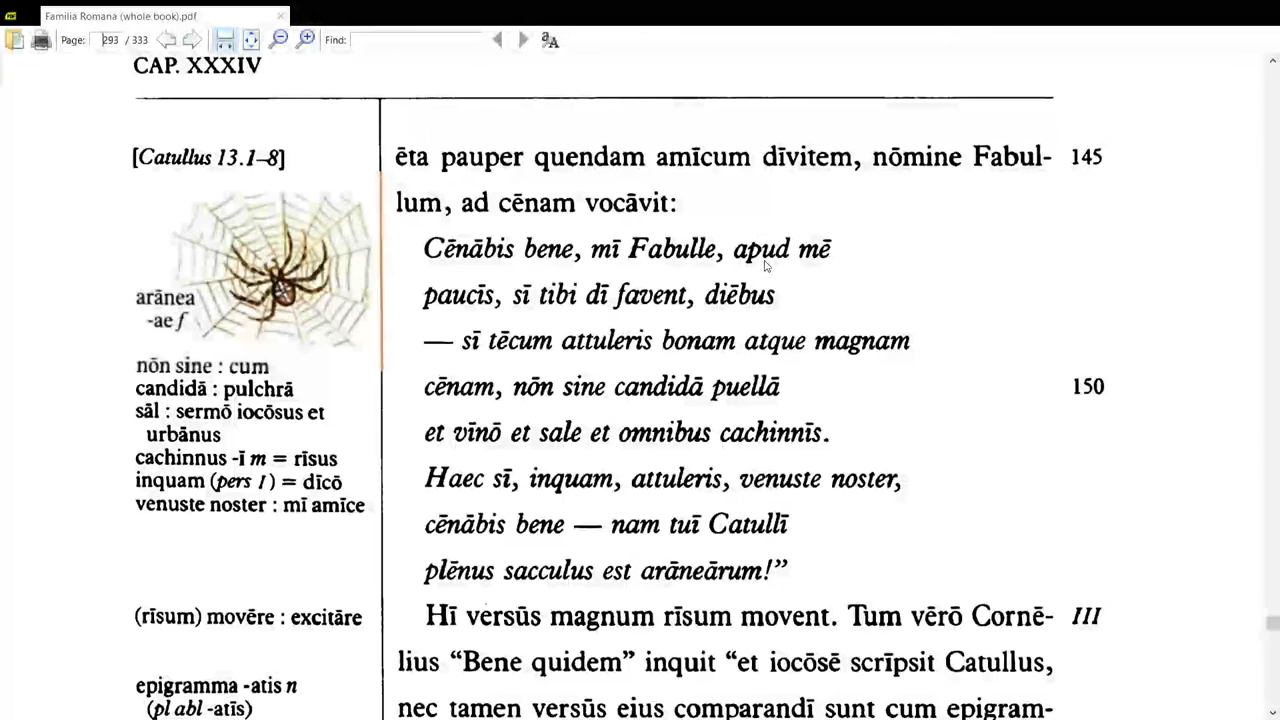 Familia Romana (whole book).pdf
Page: 293 / 333 Find:
CAP. XXXIV
[Catullus 13.1–8]
arānea
-ae f
nōn sine : cum
candidā : pulchrā
sāl : sermō iocōsus et
urbānus
cachinnus -ī m = rīsus
inquam (pers 1) = dīcō
venuste noster : mī amīce
(rīsum) movēre : excitāre
epigramma -atis n
(pl abl -atīs)
ēta pauper quendam amīcum dīvitem, nōmine Fabul- 145
lum, ad cēnam vocāvit:
Cēnābis bene, mī Fabulle, apud mē
paucīs, sī tibi dī favent, diēbus
— sī tēcum attuleris bonam atque magnam
cēnam, nōn sine candidā puellā 150
et vīnō et sale et omnibus cachinnīs.
Haec sī, inquam, attuleris, venuste noster,
cēnābis bene — nam tuī Catullī
plēnus sacculus est arāneārum!”
Hī versūs magnum rīsum movent. Tum vērō Cornē- III
lius “Bene quidem” inquit “et iocōsē scrīpsit Catullus,
nec tamen versūs eius comparandī sunt cum epigram-